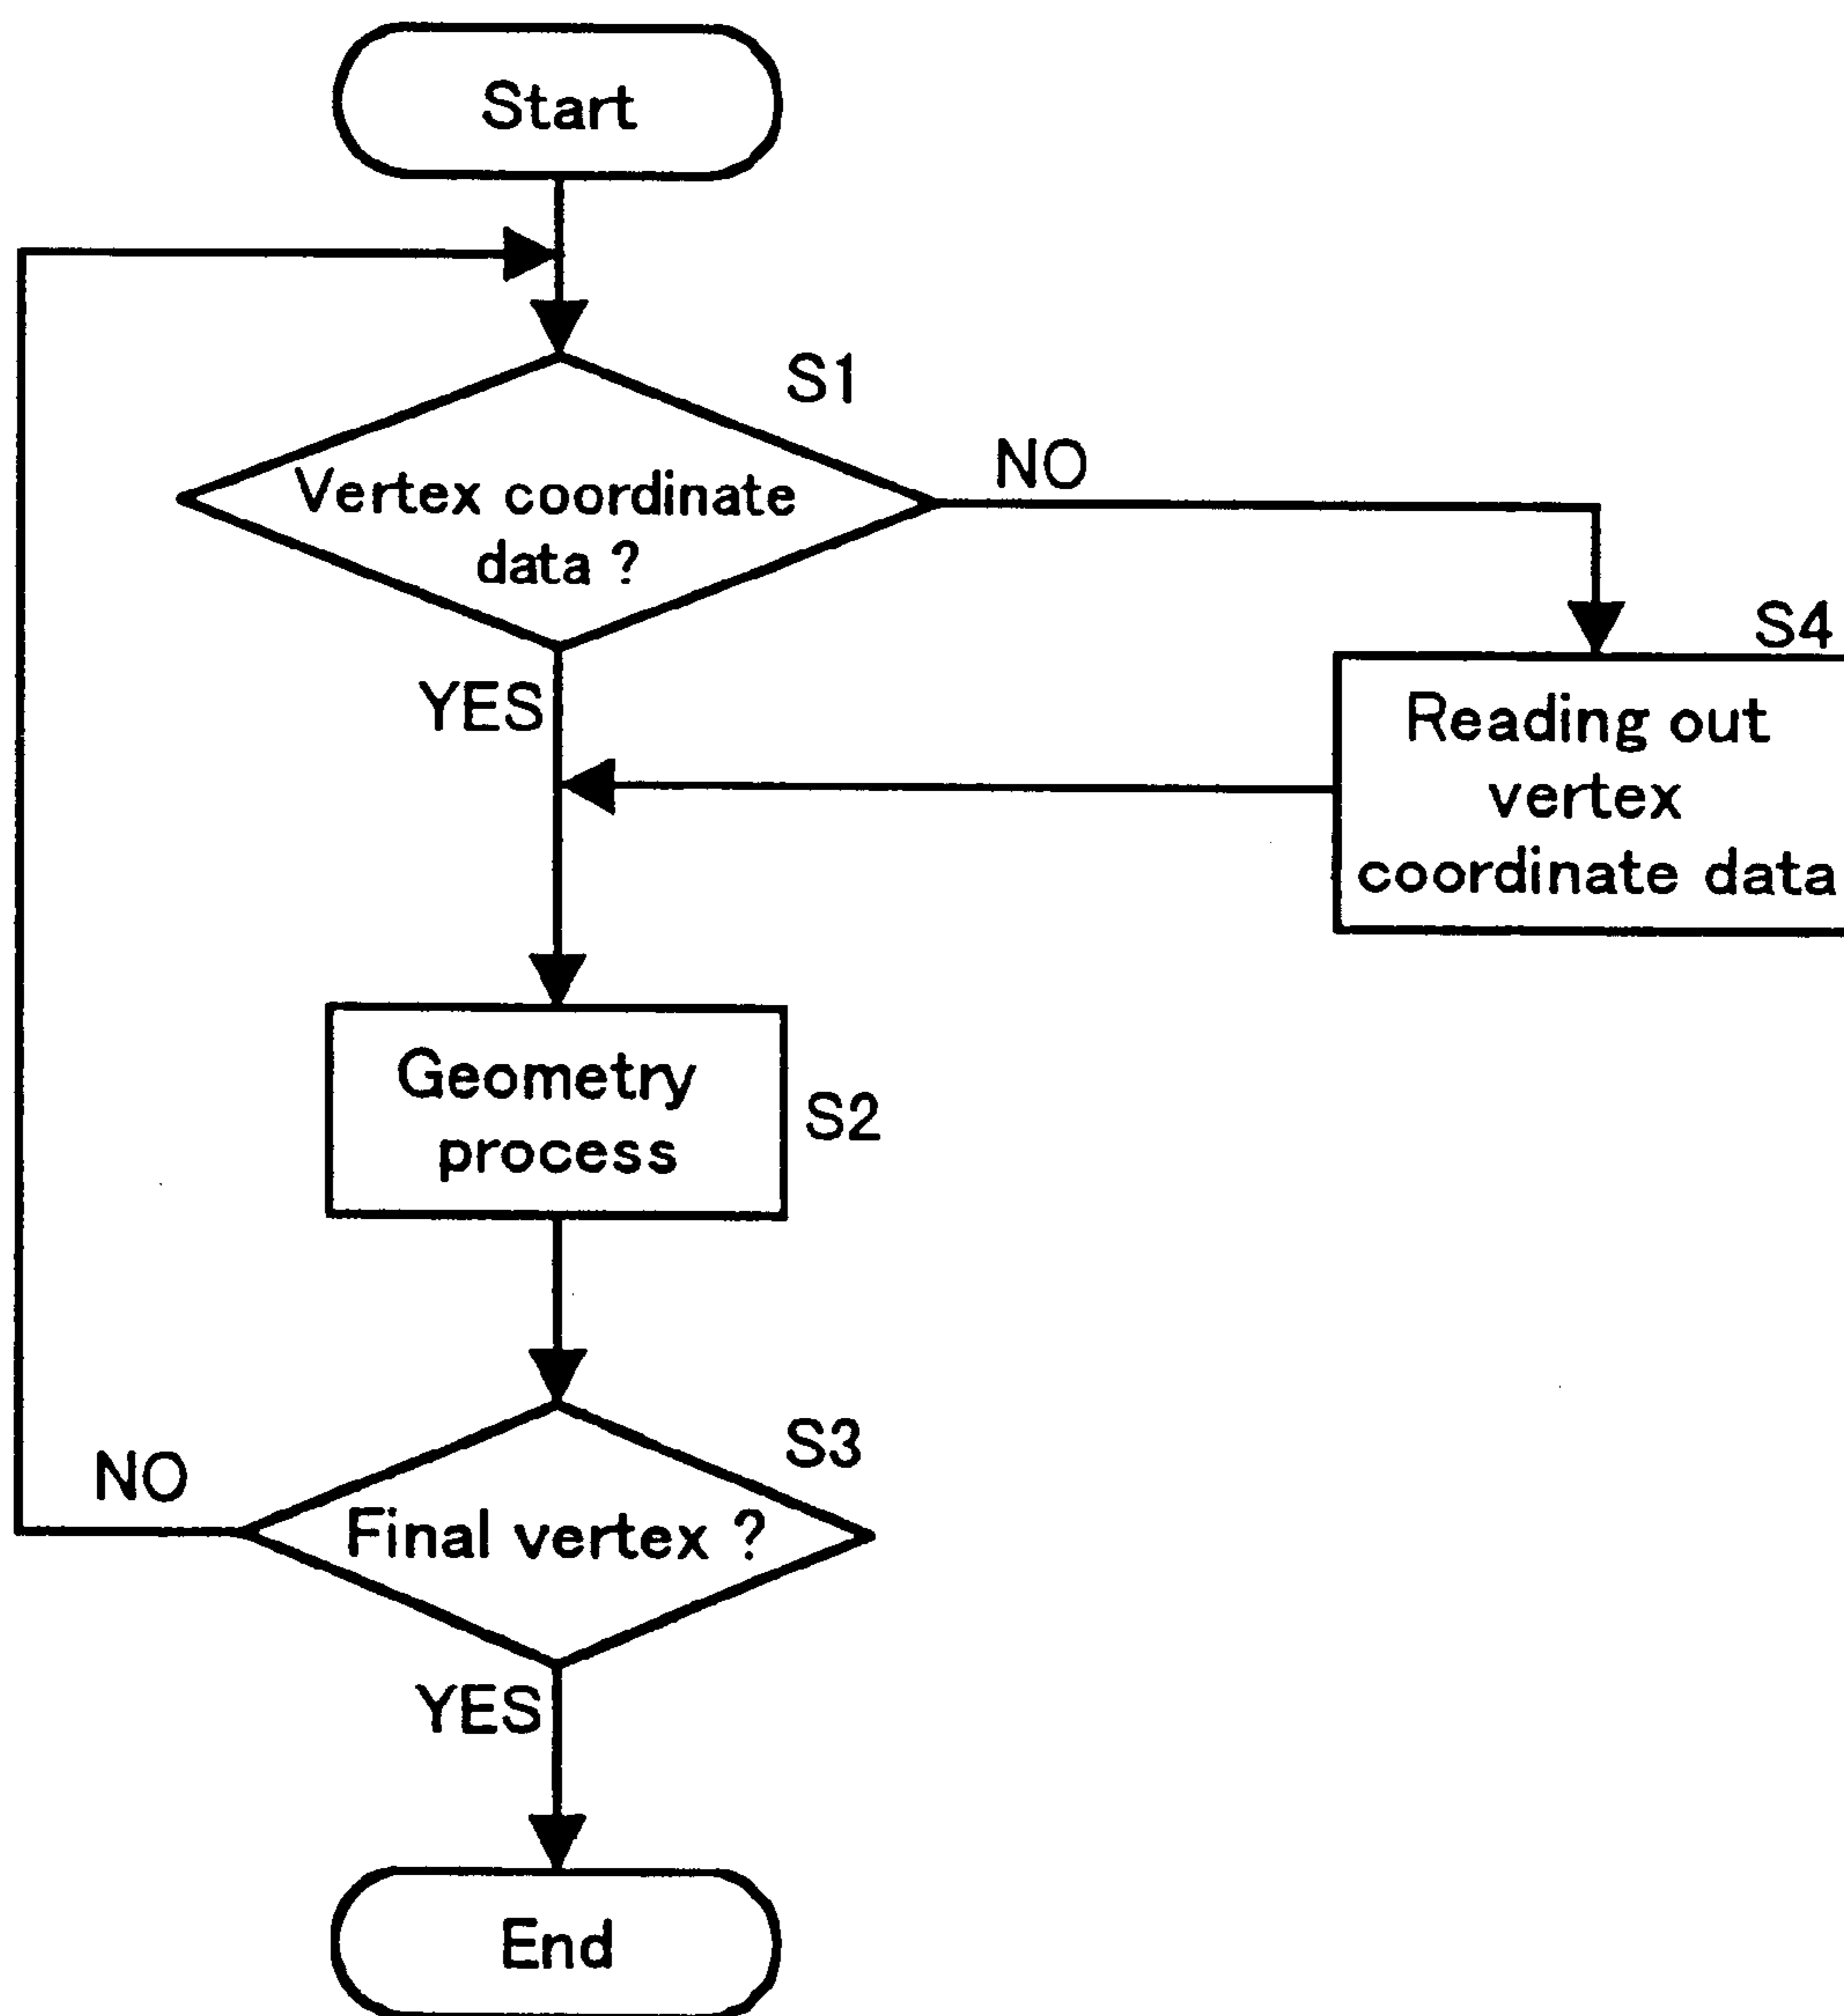 Start
S1
NO
Vertex coordinate
data ?
YES
S4
Reading out
vertex
coordinate data
Geometry
process
S2
S3
NO
Final vertex ?
YES
End